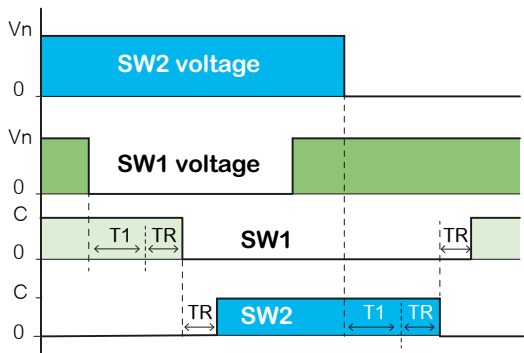 Vn
SW2 voltage
0
Vn
SW1 voltage
0
C
T1 TR SW1 TR
0
C
TR SW2 T1 TR
0